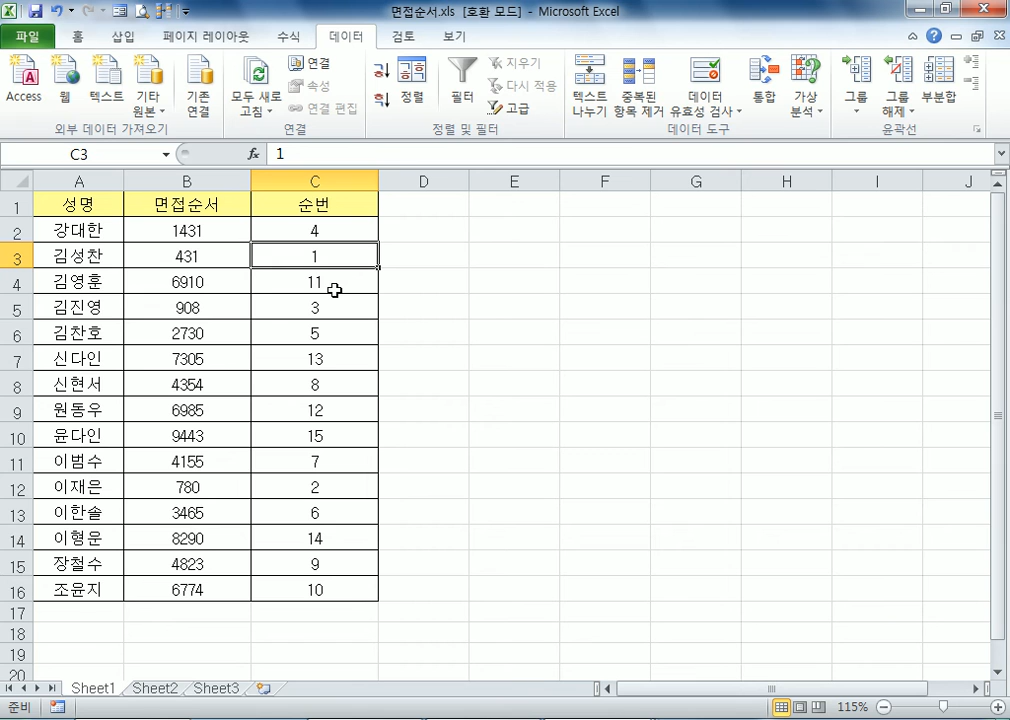 면접순서.xls [호환 모드] - Microsoft Excel
파일 홈 삽입 페이지 레이아웃 수식 데이터 검토 보기
Access 웹 텍스트 기타 원본 기존 연결
외부 데이터 가져오기
모두 새로 고침 연결 속성 연결 편집
연결
정렬 필터 지우기 다시 적용 고급
정렬 및 필터
텍스트 나누기 중복된 항목 제거 데이터 유효성 검사 통합 가상 분석
데이터 도구
그룹 그룹 해제 부분합
윤곽선
C3 fx 1
A B C D E F G H I J
1 성명 면접순서 순번
2 강대한 1431 4
3 김성찬 431 1
4 김영훈 6910 11
5 김진영 908 3
6 김찬호 2730 5
7 신다인 7305 13
8 신현서 4354 8
9 원동우 6985 12
10 윤다인 9443 15
11 이범수 4155 7
12 이재은 780 2
13 이한솔 3465 6
14 이형운 8290 14
15 장철수 4823 9
16 조윤지 6774 10
17
18
19
20
Sheet1 Sheet2 Sheet3
준비 115%